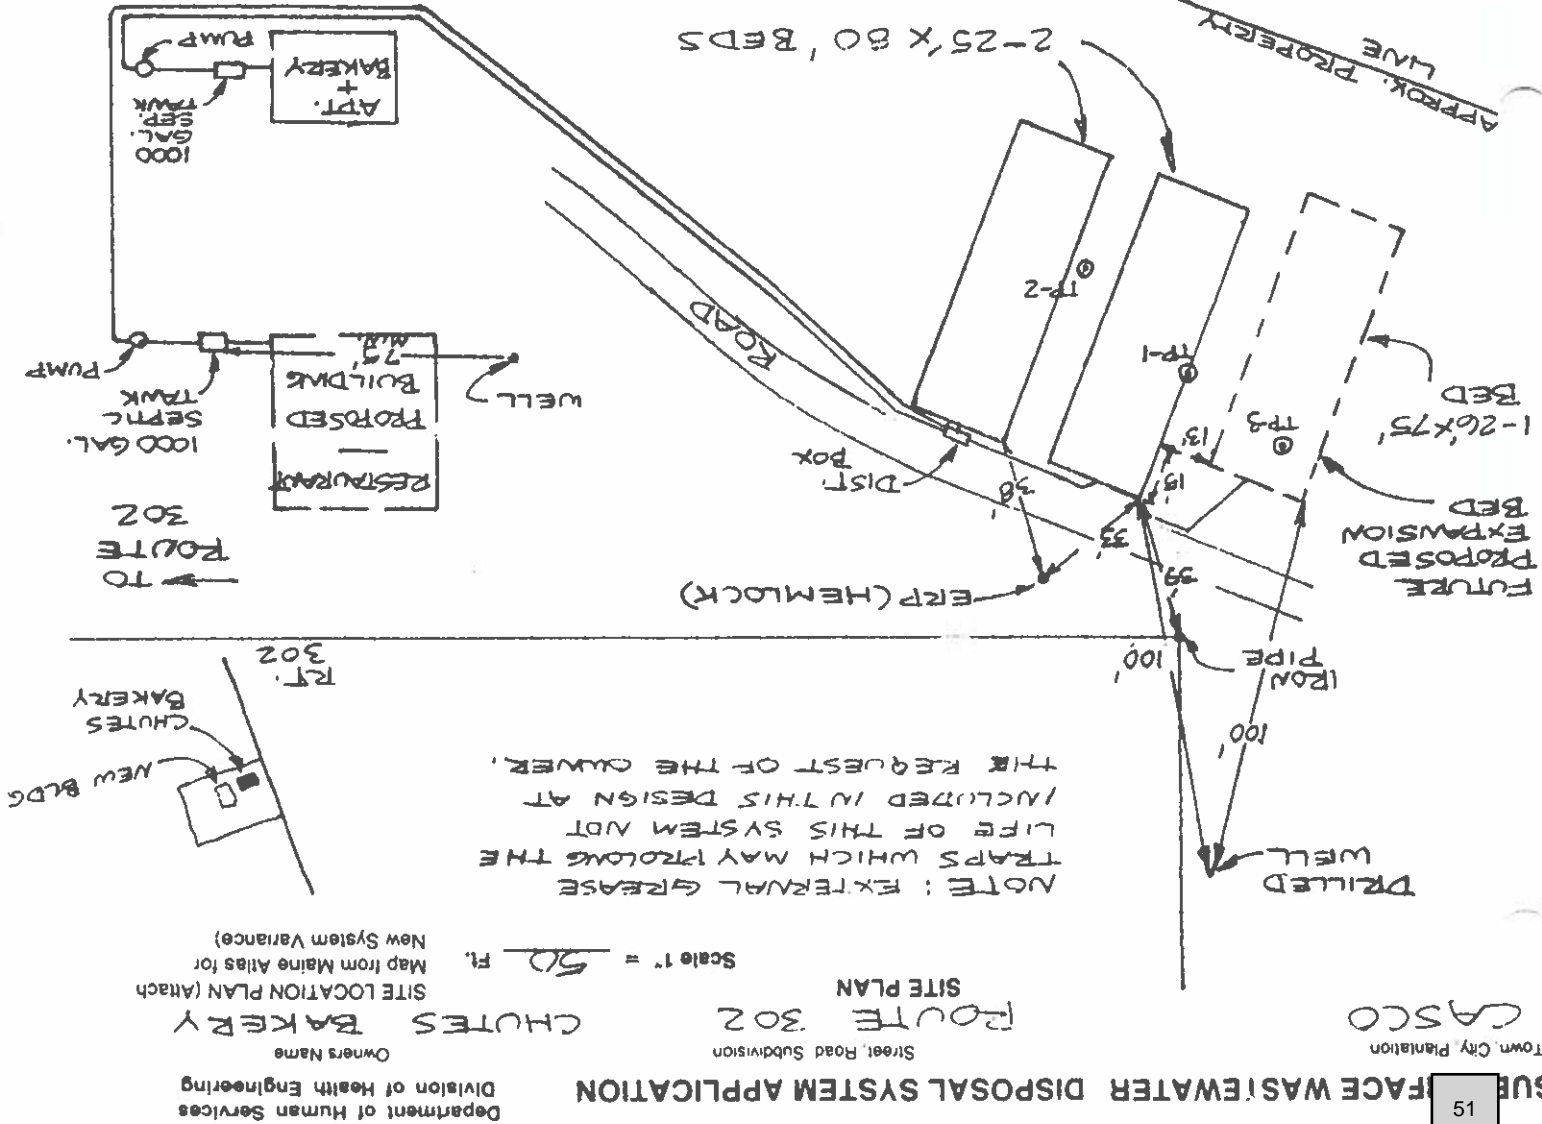 SUB FACE WASTEWATER DISPOSAL SYSTEM APPLICATION
Department of Human Services
Division of Health Engineering
Town, City, Plantation
CASCO
Street, Road Subdivision
ROUTE 302
Owners Name
CHUTES BAKERY
SITE PLAN
Scale 1" = 50 Ft.
SITE LOCATION PLAN (Attach
Map from Maine Atlas for
New System Variance)
DRILLED
WELL
NOTE: EXTERNAL GREASE
TRAPS WHICH MAY PROLONG THE
LIFE OF THIS SYSTEM NOT
INCLUDED IN THIS DESIGN AT
THE REQUEST OF THE OWNER.
NEW BLDG
CHUTES
BAKERY
RT.
302
100'
100'
IRON
PIPE
FUTURE
PROPOSED
EXPANSION
BED
1-26'X75'
BED
39'
33'
38'
15'
13'
ERP (HEMLOCK)
TO
ROUTE
302
DIST.
BOX
RESTAURANT
PROPOSED
BUILDING
75'
MIN.
WELL
1000 GAL.
SEPTIC
TANK
PUMP
TP-3
TP-1
TP-2
ROAD
1000
GAL.
SEP.
TANK
PUMP
APT.
+
BAKERY
2-25'X 80' BEDS
APPROX. PROPERTY
LINE
51